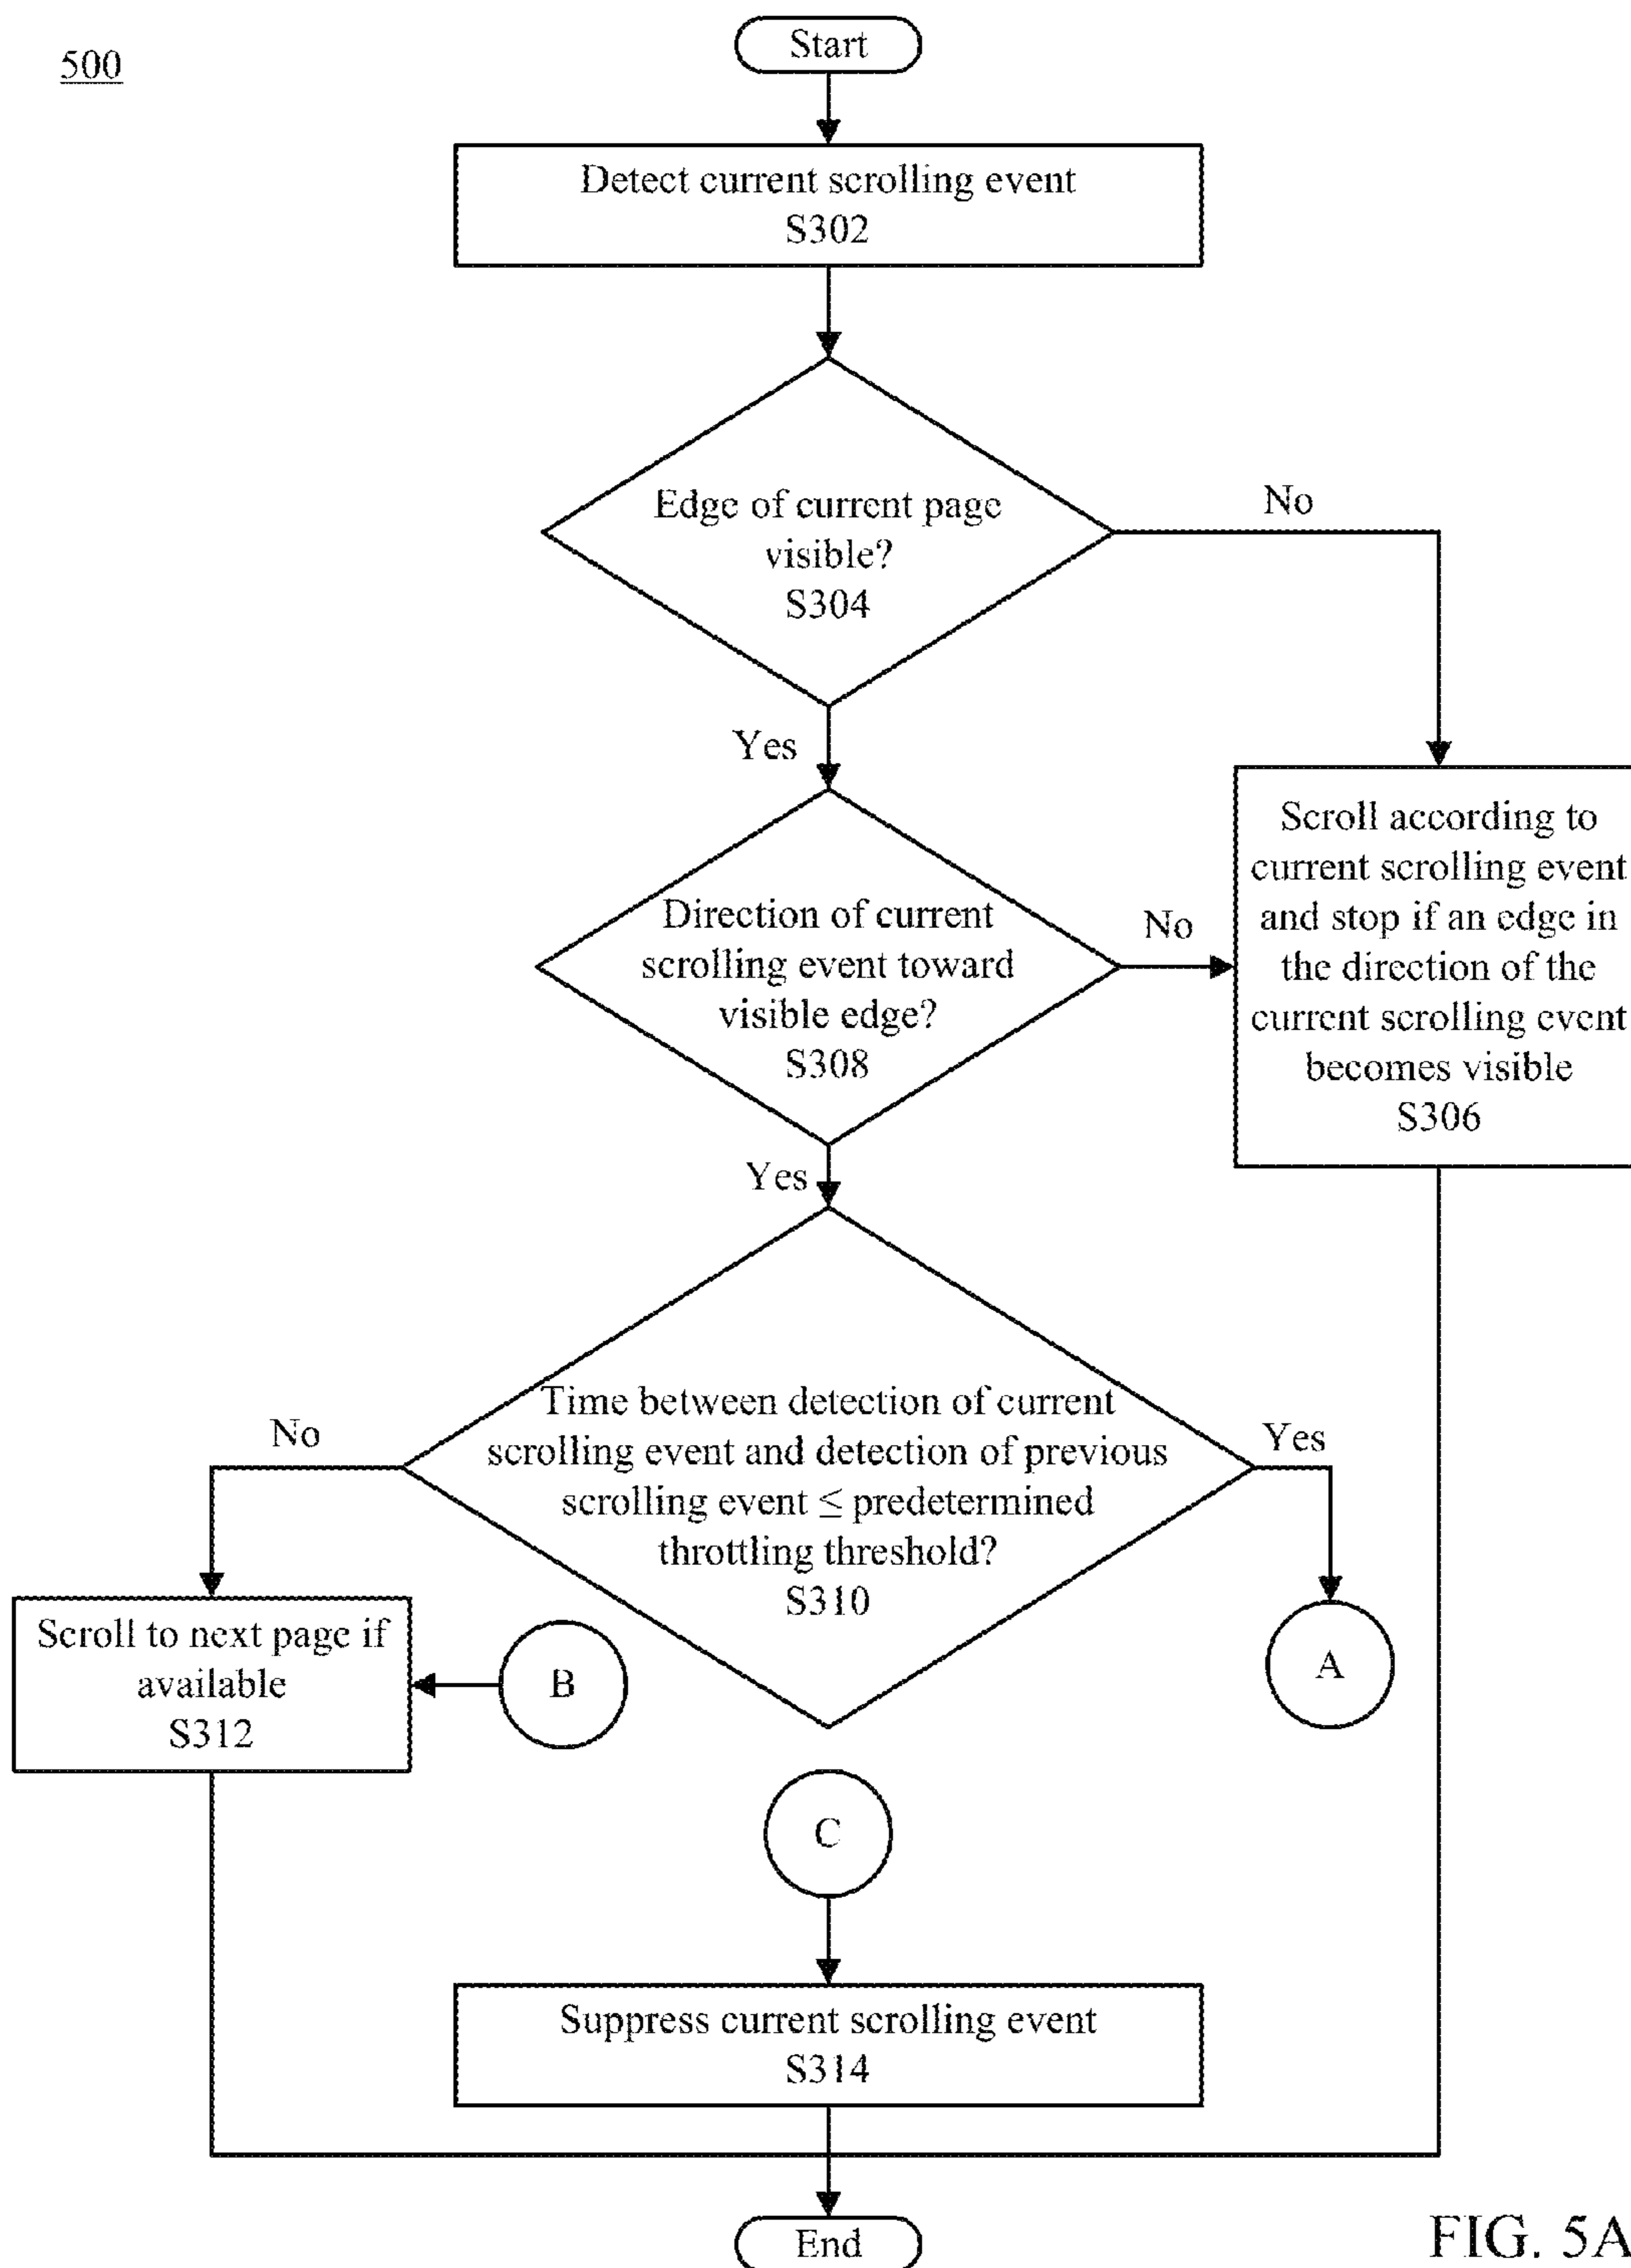 500
Start
Detect current scrolling event
S302
Edge of current page
visible?
S304
No
Yes
Scroll according to
current scrolling event
and stop if an edge in
the direction of the
current scrolling event
becomes visible
S306
Direction of current
scrolling event toward
visible edge?
S308
No
Yes
Time between detection of current
scrolling event and detection of previous
scrolling event ≤ predetermined
throttling threshold?
S310
No
Yes
Scroll to next page if
available
S312
B
A
C
Suppress current scrolling event
S314
End
FIG. 5A